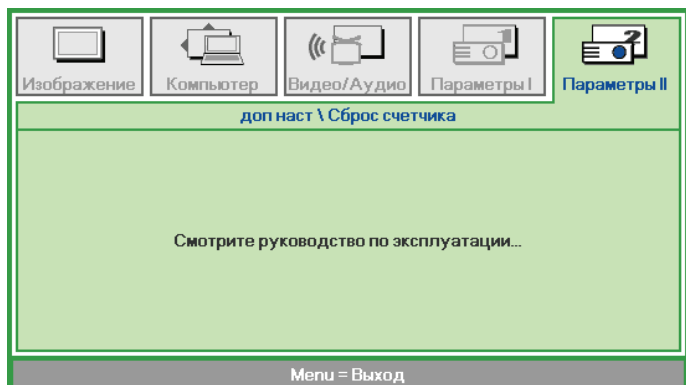 Изображение Компьютер Видео/Аудио Параметры I Параметры II
доп наст \ Сброс счетчика
Смотрите руководство по эксплуатации...
Menu = Выход